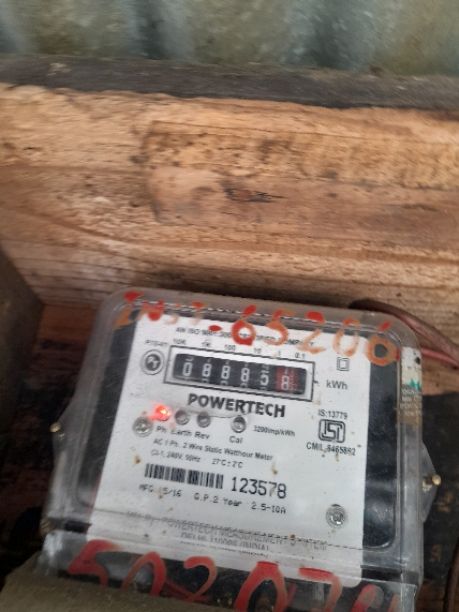 -65206
10K 1K 100 10 1 0.1
088858 kWh
POWERTECH
IS:13779
3200imp/kWh
Ph Earth Rev Cal
CM/L
AC 1 Ph. 2 Wire Static Watthour Meter
Cl-1, 240V, 50Hz 27°C±2°C
123578
MFG. 15/16 G.P. 2 Year 2.5-10A